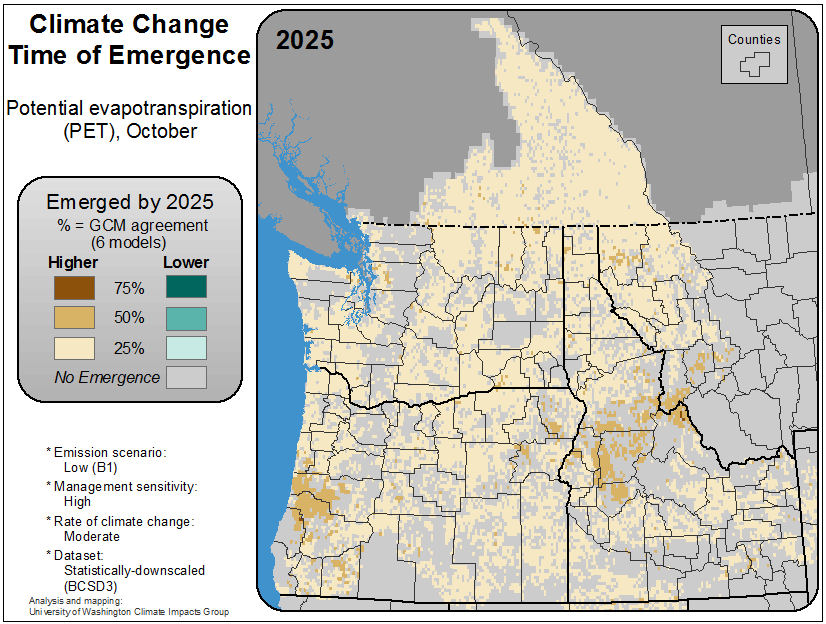 Climate Change
Time of Emergence
Potential evapotranspiration
(PET), October
Emerged by 2025
% = GCM agreement
(6 models)
Higher Lower
75%
50%
25%
No Emergence
* Emission scenario:
Low (B1)
* Management sensitivity:
High
* Rate of climate change:
Moderate
* Dataset:
Statistically-downscaled
(BCSD3)
Analysis and mapping:
University of Washington Climate Impacts Group
2025
Counties